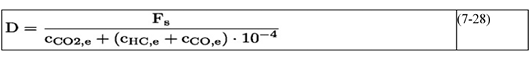 D = F_s / (c_CO2,e + (c_HC,e + c_CO,e) · 10^−4) (7-28)